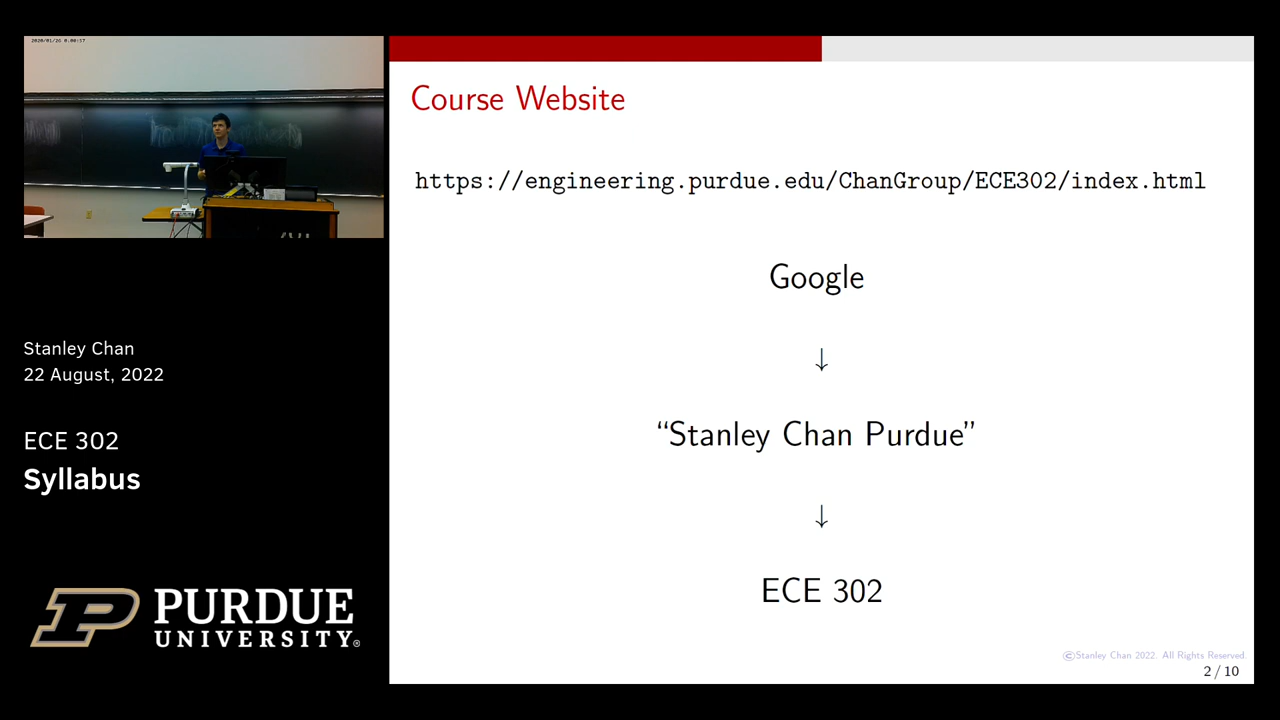 Course Website
https://engineering.purdue.edu/ChanGroup/ECE302/index.html
Google
↓
“Stanley Chan Purdue”
↓
ECE 302
©Stanley Chan 2022. All Rights Reserved.
2 / 10
Stanley Chan
22 August, 2022
ECE 302
Syllabus
P PURDUE
UNIVERSITY®